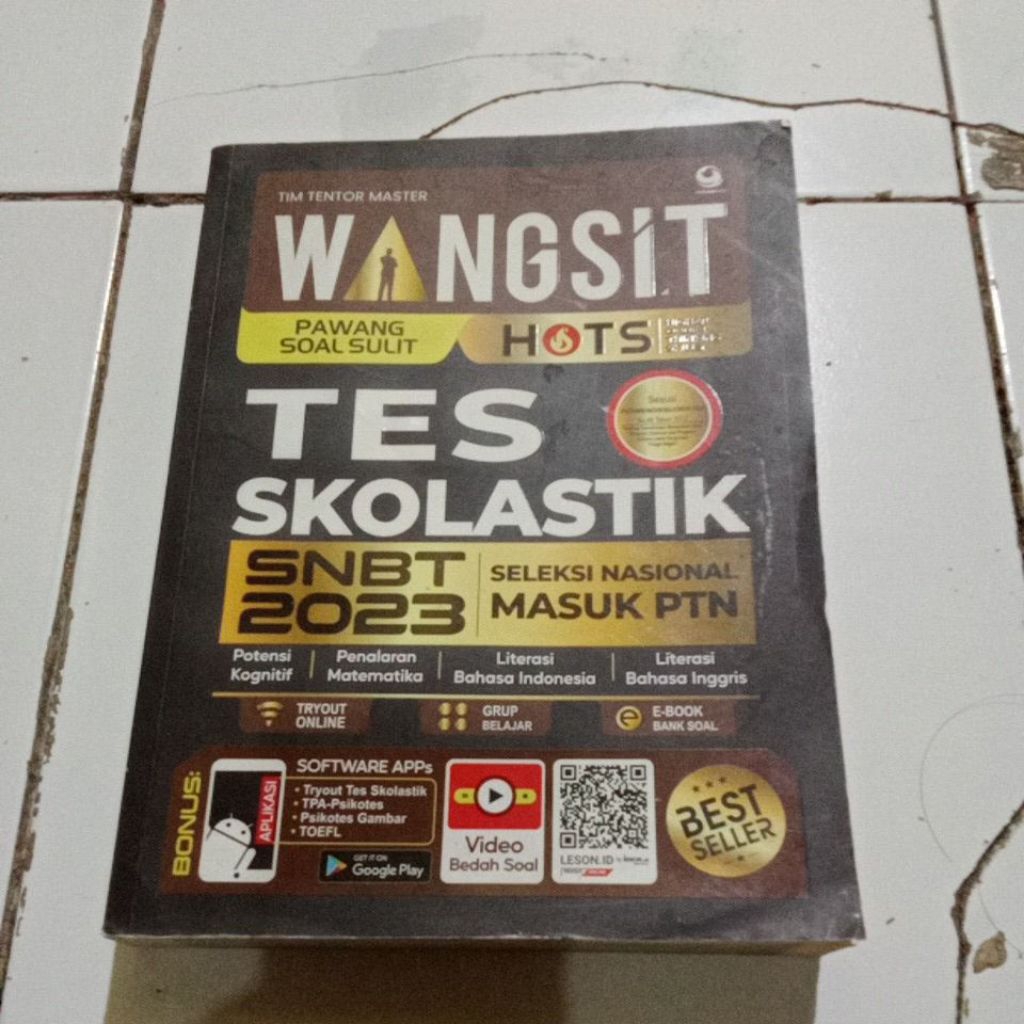 TIM TENTOR MASTER
WANGSIT
PAWANG
SOAL SULIT
HOTS
TES
SKOLASTIK
SNBT
2023
SELEKSI NASIONAL
MASUK PTN
Potensi
Kognitif
Penalaran
Matematika
Literasi
Bahasa Indonesia
Literasi
Bahasa Inggris
TRYOUT
ONLINE
GRUP
BELAJAR
E-BOOK
BANK SOAL
BONUS:
APLIKASI
SOFTWARE APPs
• Tryout Tes Skolastik
• TPA-Psikotes
• Psikotes Gambar
• TOEFL
GET IT ON
Google Play
Video
Bedah Soal
LESON.ID
BEST
SELLER